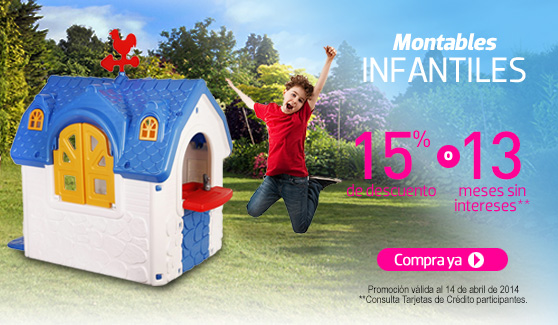 Montables
INFANTILES
15% o 13
de descuento
meses sin
intereses**
Compra ya
Promoción válida al 14 de abril de 2014
**Consulta Tarjetas de Crédito participantes.